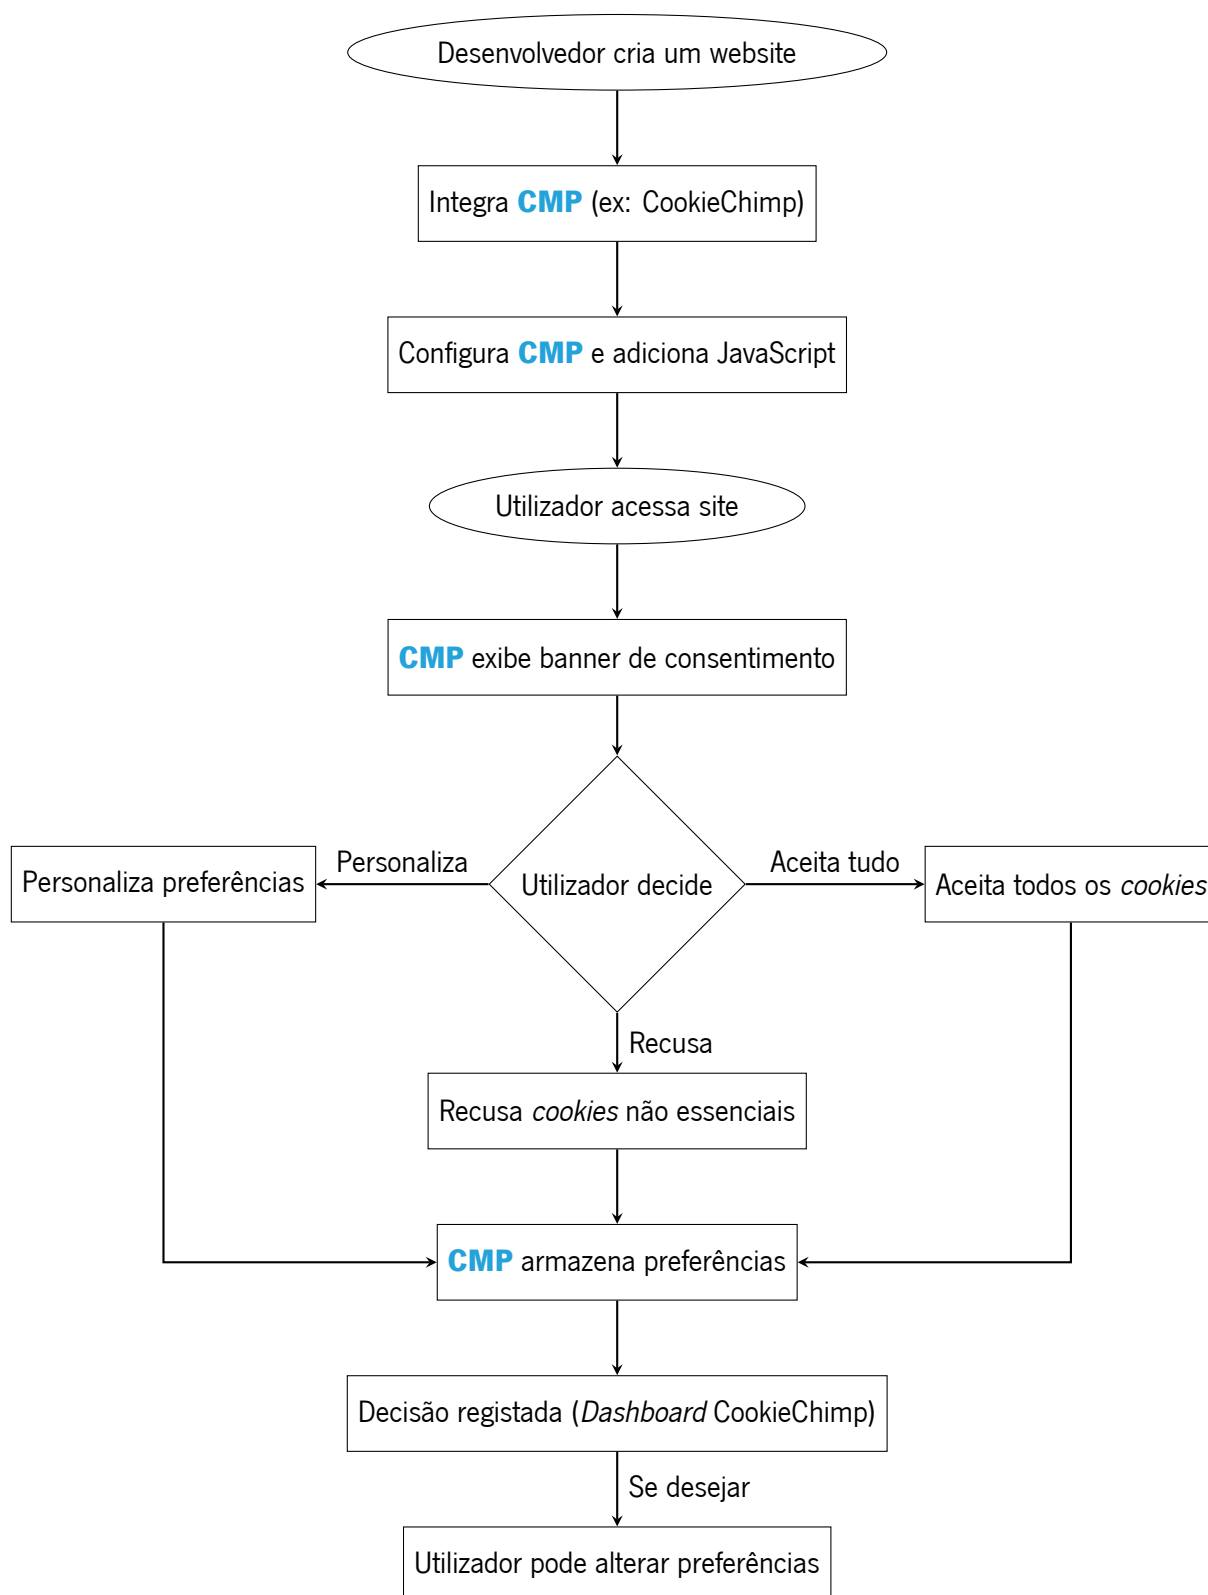 Desenvolvedor cria um website
Integra CMP (ex: CookieChimp)
Configura CMP e adiciona JavaScript
Utilizador acessa site
CMP exibe banner de consentimento
Personaliza
Aceita tudo
Personaliza preferências
Utilizador decide
Aceita todos os cookies
Recusa
Recusa cookies não essenciais
CMP armazena preferências
Decisão registada (Dashboard CookieChimp)
Se desejar
Utilizador pode alterar preferências